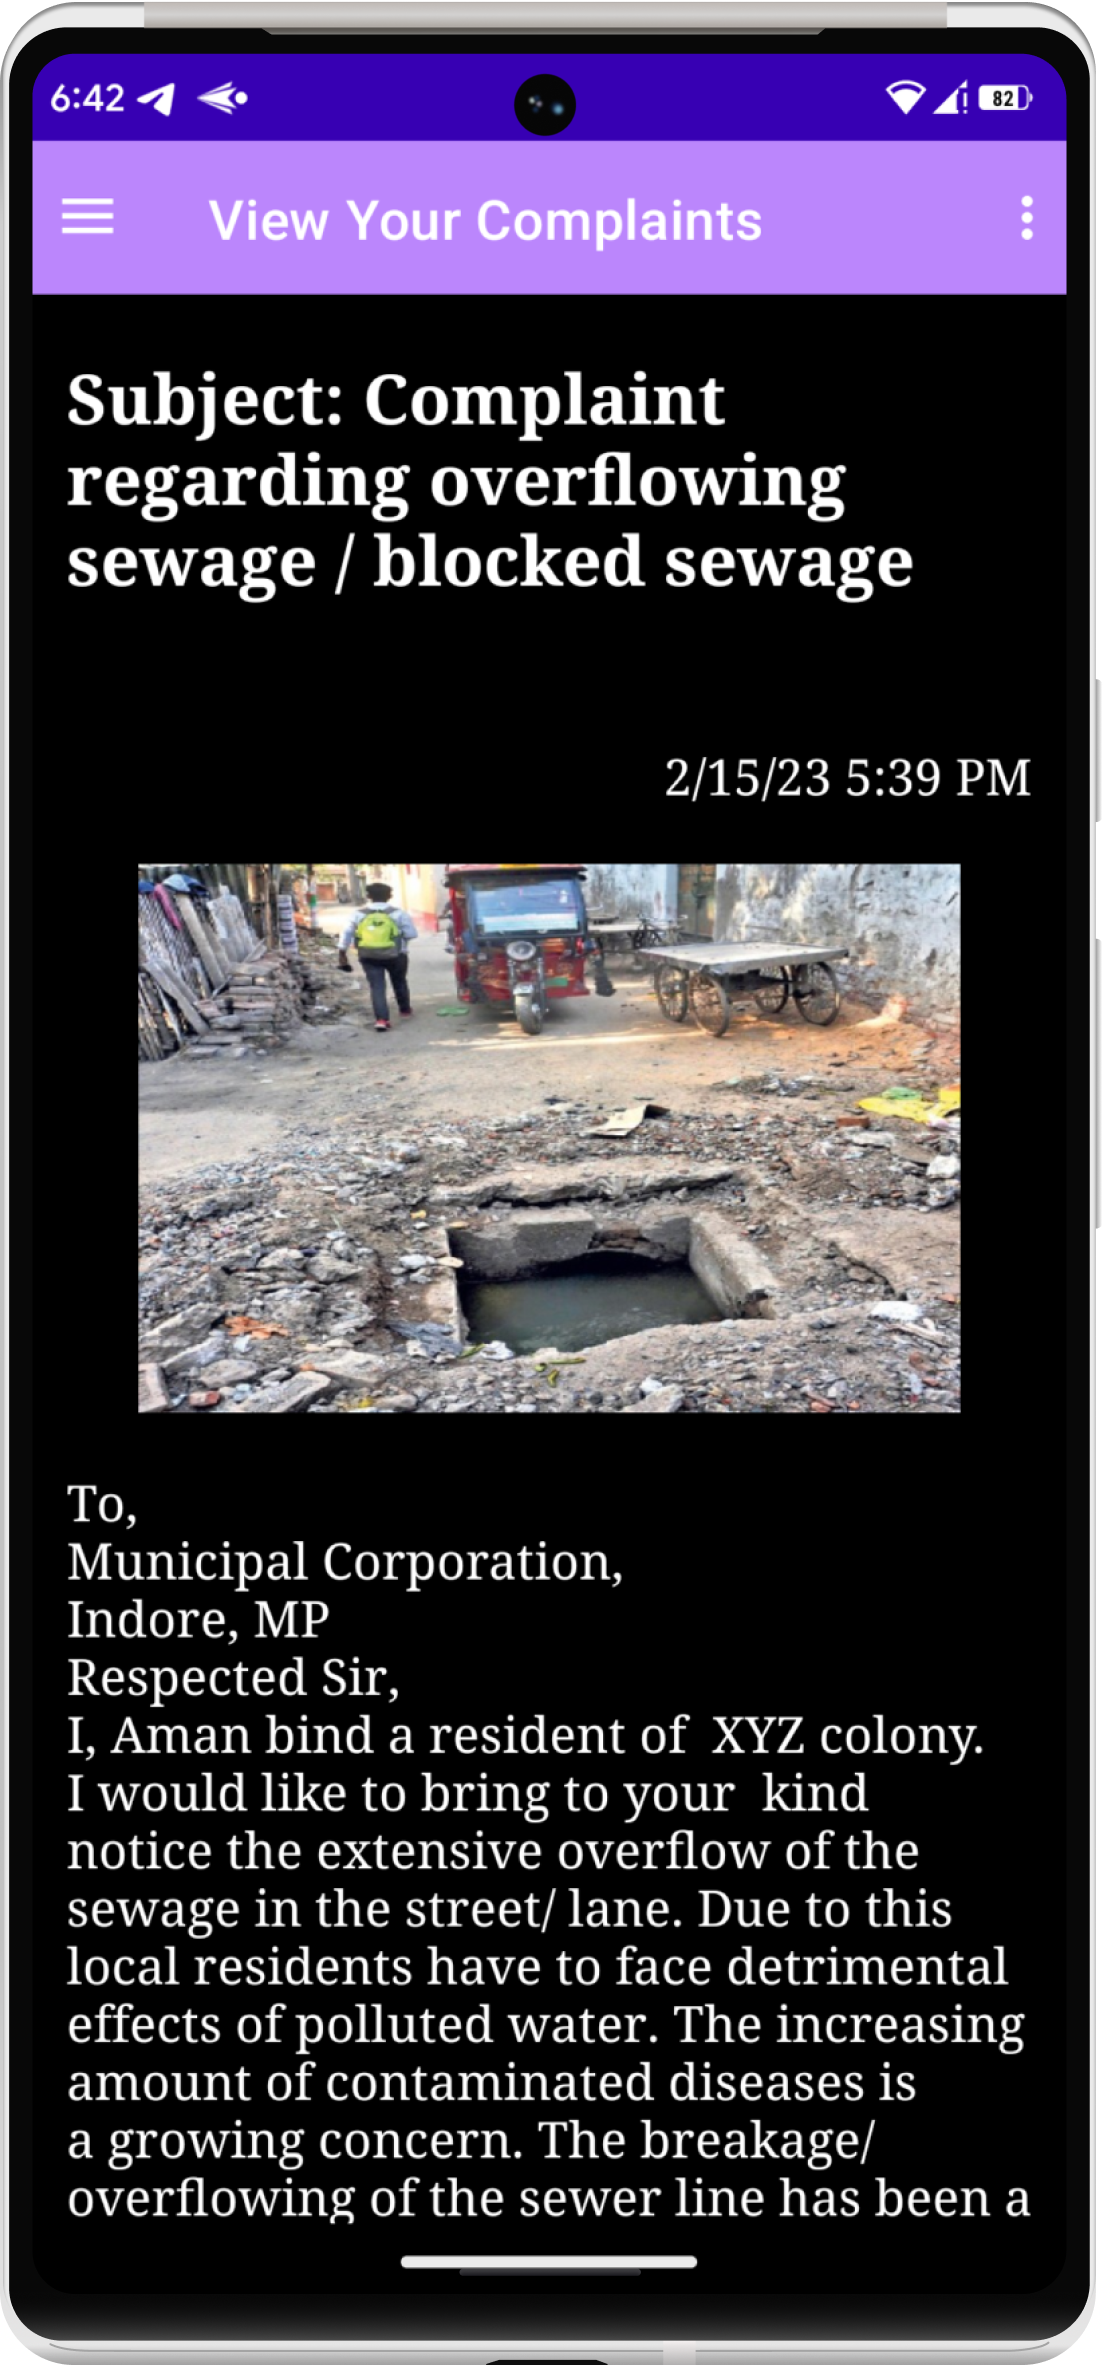 6:42
82
View Your Complaints
Subject: Complaint
regarding overflowing
sewage / blocked sewage
2/15/23 5:39 PM
To,
Municipal Corporation,
Indore, MP
Respected Sir,
I, Aman bind a resident of  XYZ colony.
I would like to bring to your  kind
notice the extensive overflow of the
sewage in the street/ lane. Due to this
local residents have to face detrimental
effects of polluted water. The increasing
amount of contaminated diseases is
a growing concern. The breakage/
overflowing of the sewer line has been a